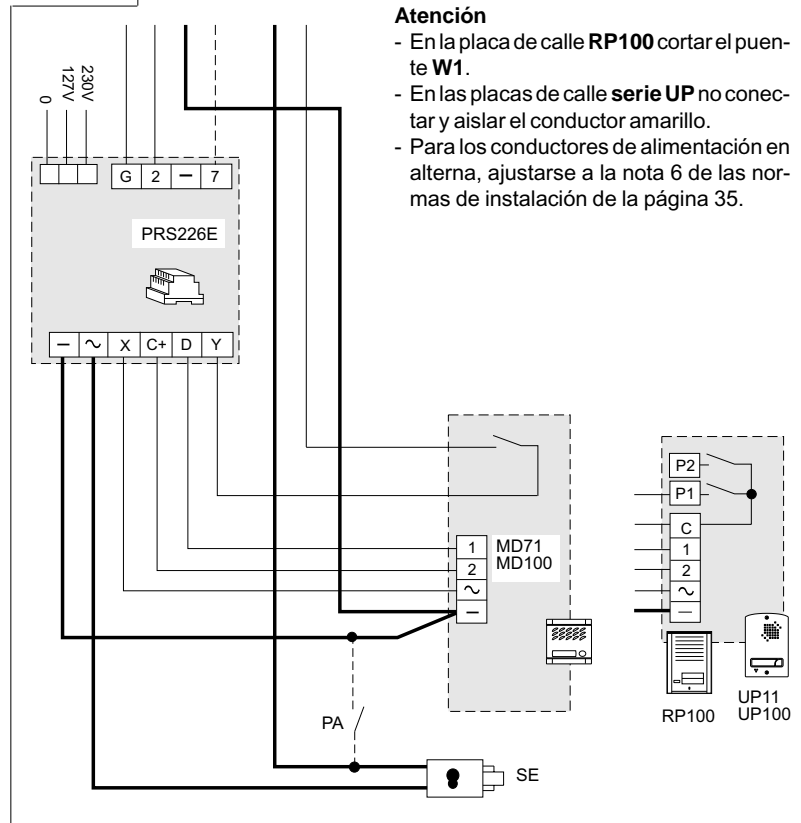 Atención
- En la placa de calle RP100 cortar el puen-
te W1.
- En las placas de calle serie UP no conec-
tar y aislar el conductor amarillo.
- Para los conductores de alimentación en
alterna, ajustarse a la nota 6 de las nor-
mas de instalación de la página 35.
0
127V
230V
G 2 – 7
PRS226E
– ~ X C+ D Y
1
2
~
–
MD71
MD100
P2
P1
C
1
2
~
–
RP100
UP11
UP100
PA
SE